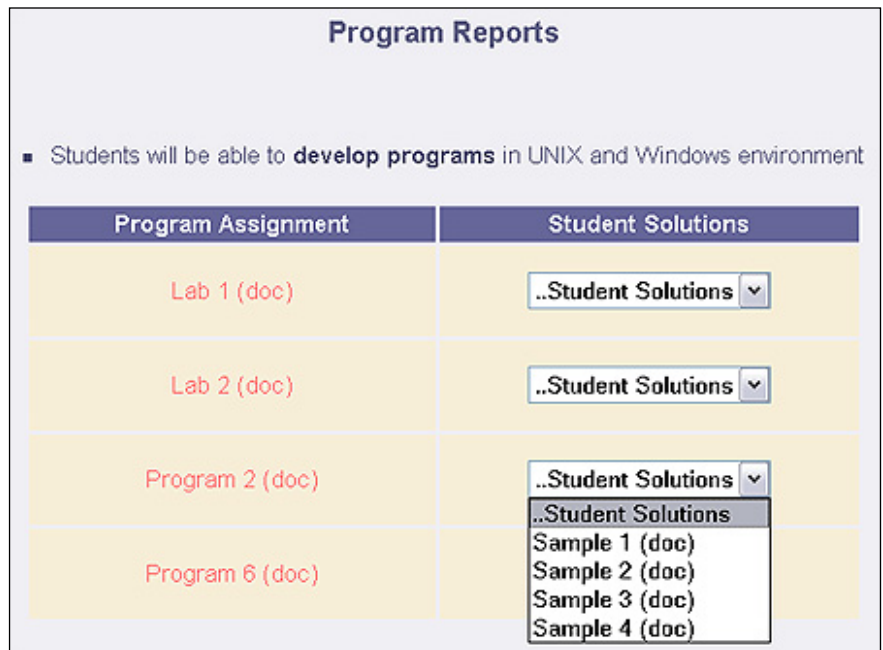 Program Reports
Students will be able to develop programs in UNIX and Windows environment
Program Assignment Student Solutions
Lab 1 (doc) ..Student Solutions
Lab 2 (doc) ..Student Solutions
Program 2 (doc) ..Student Solutions
..Student Solutions
Sample 1 (doc)
Program 6 (doc) Sample 2 (doc)
Sample 3 (doc)
Sample 4 (doc)